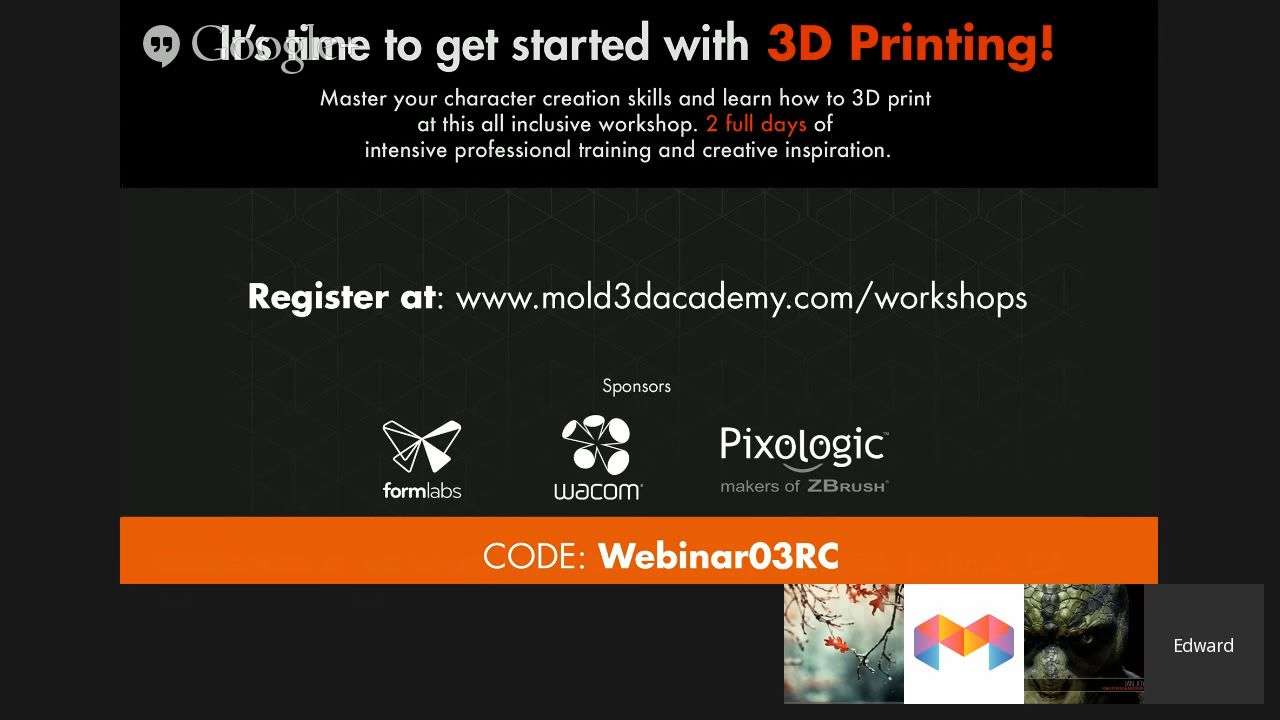 Google+
It's time to get started with 3D Printing!
Master your character creation skills and learn how to 3D print
at this all inclusive workshop. 2 full days of
intensive professional training and creative inspiration.
Register at: www.mold3dacademy.com/workshops
Sponsors
formlabs
wacom
Pixologic™
makers of ZBRUSH®
CODE: Webinar03RC
Edward